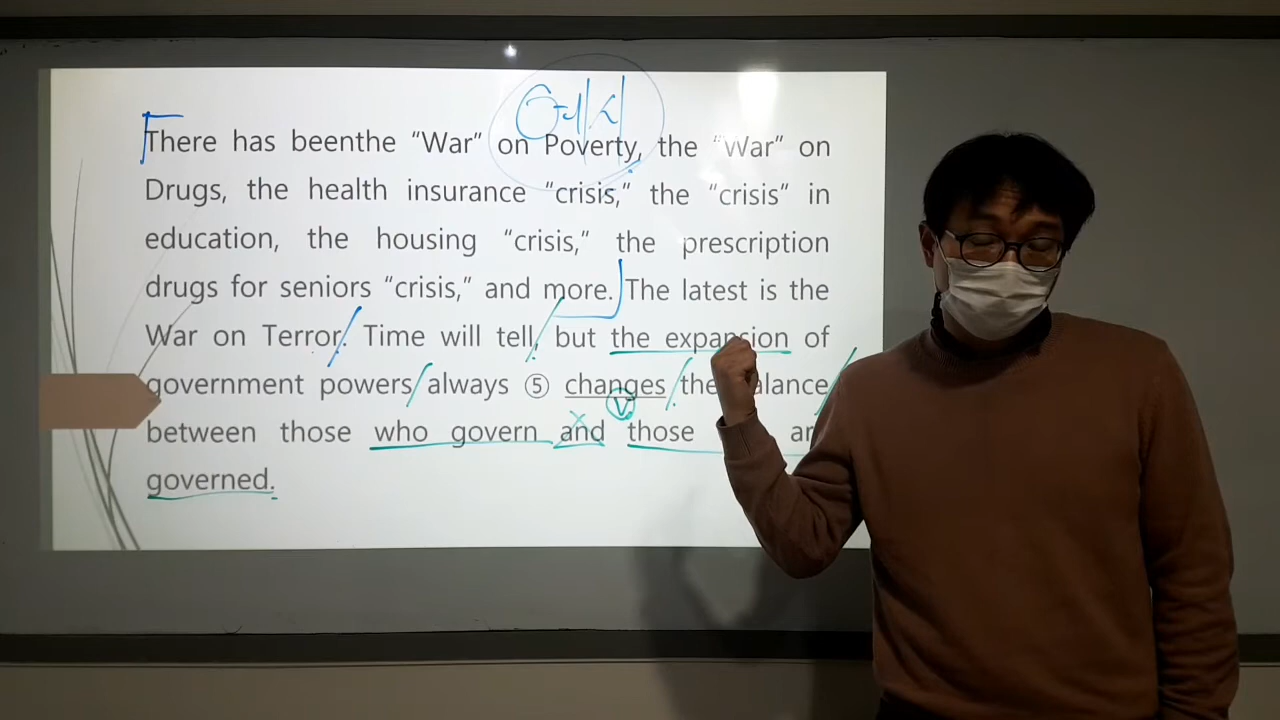 예시
There has beenthe “War” on Poverty, the “War” on
Drugs, the health insurance “crisis,” the “crisis” in
education, the housing “crisis,” the prescription
drugs for seniors “crisis,” and more. The latest is the
War on Terror. Time will tell, but the expansion of
government powers always ⑤ changes the balance
V
between those who govern and those ar
governed.